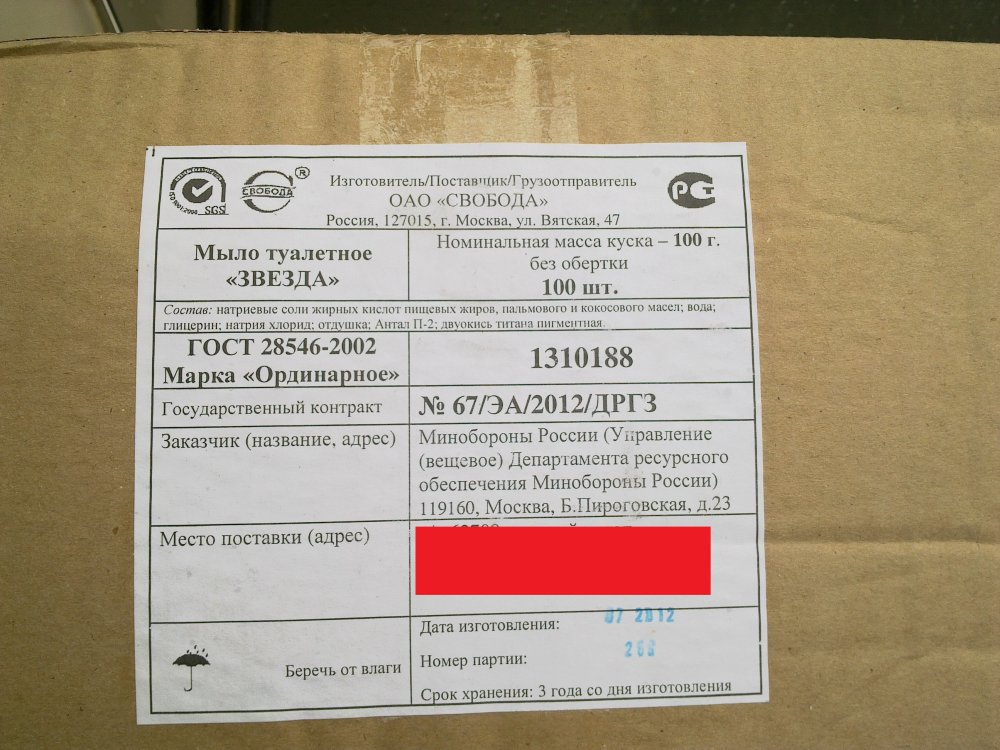 ISO 9001:2008
SGS
СВОБОДА
®
Изготовитель/Поставщик/Грузоотправитель
ОАО «СВОБОДА»
Россия, 127015, г. Москва, ул. Вятская, 47
РСТ
Мыло туалетное
«ЗВЕЗДА»
Номинальная масса куска – 100 г.
без обертки
100 шт.
Состав: натриевые соли жирных кислот пищевых жиров, пальмового и кокосового масел; вода;
глицерин; натрия хлорид; отдушка; Антал П-2; двуокись титана пигментная.
ГОСТ 28546-2002
Марка «Ординарное»
1310188
Государственный контракт
№ 67/ЭА/2012/ДРГЗ
Заказчик (название, адрес)
Минобороны России (Управление
(вещевое) Департамента ресурсного
обеспечения Минобороны России)
119160, Москва, Б.Пироговская, д.23
Место поставки (адрес)
Беречь от влаги
Дата изготовления:
07 2012
Номер партии:
Срок хранения: 3 года со дня изготовления